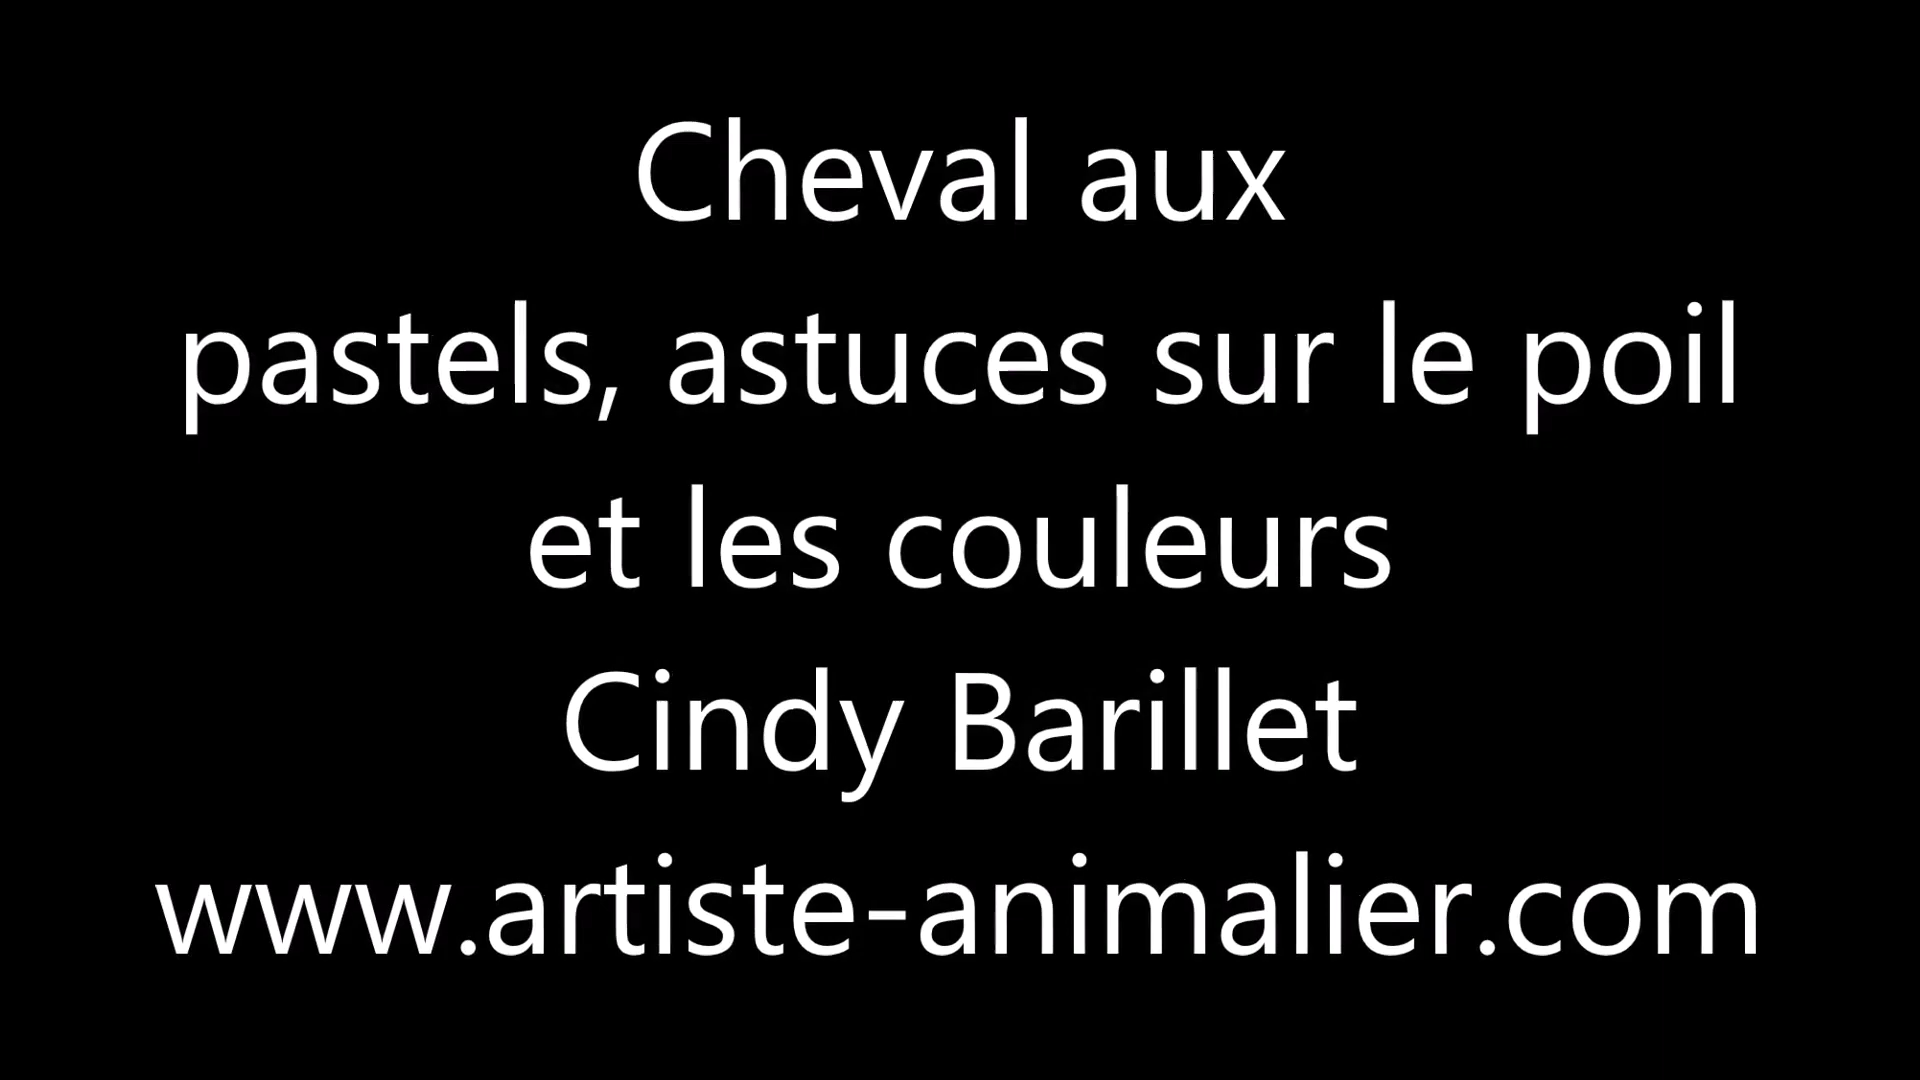 Cheval aux
pastels, astuces sur le poil
et les couleurs
Cindy Barillet
www.artiste-animalier.com